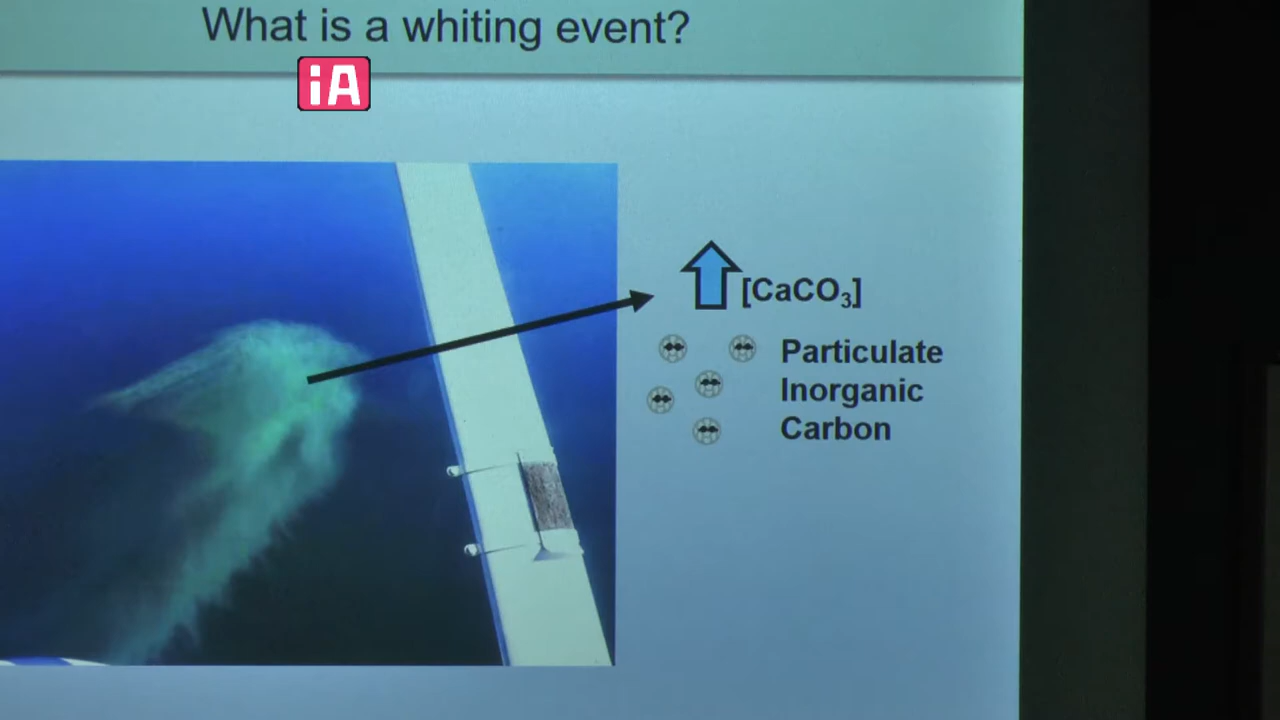 What is a whiting event?
iA
[CaCO₃]
Particulate
Inorganic
Carbon